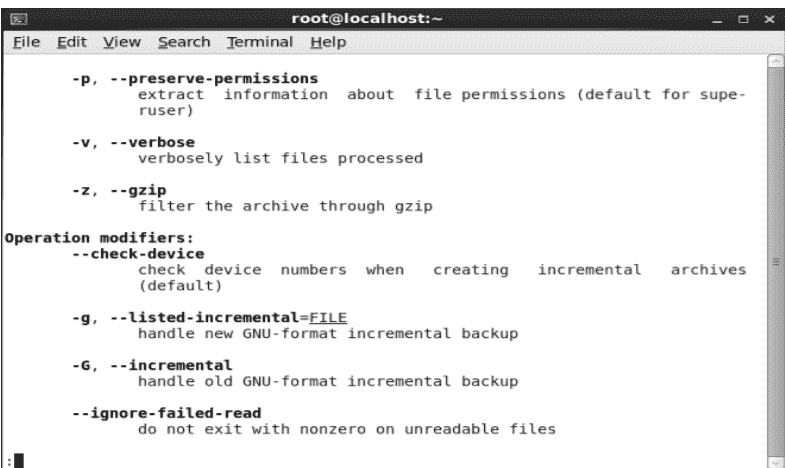 root@localhost:~
File Edit View Search Terminal Help
-p, --preserve-permissions
extract information about file permissions (default for supe-
ruser)
-v, --verbose
verbosely list files processed
-z, --gzip
filter the archive through gzip
Operation modifiers:
--check-device
check device numbers when creating incremental archives
(default)
-g, --listed-incremental=FILE
handle new GNU-format incremental backup
-G, --incremental
handle old GNU-format incremental backup
--ignore-failed-read
do not exit with nonzero on unreadable files
: